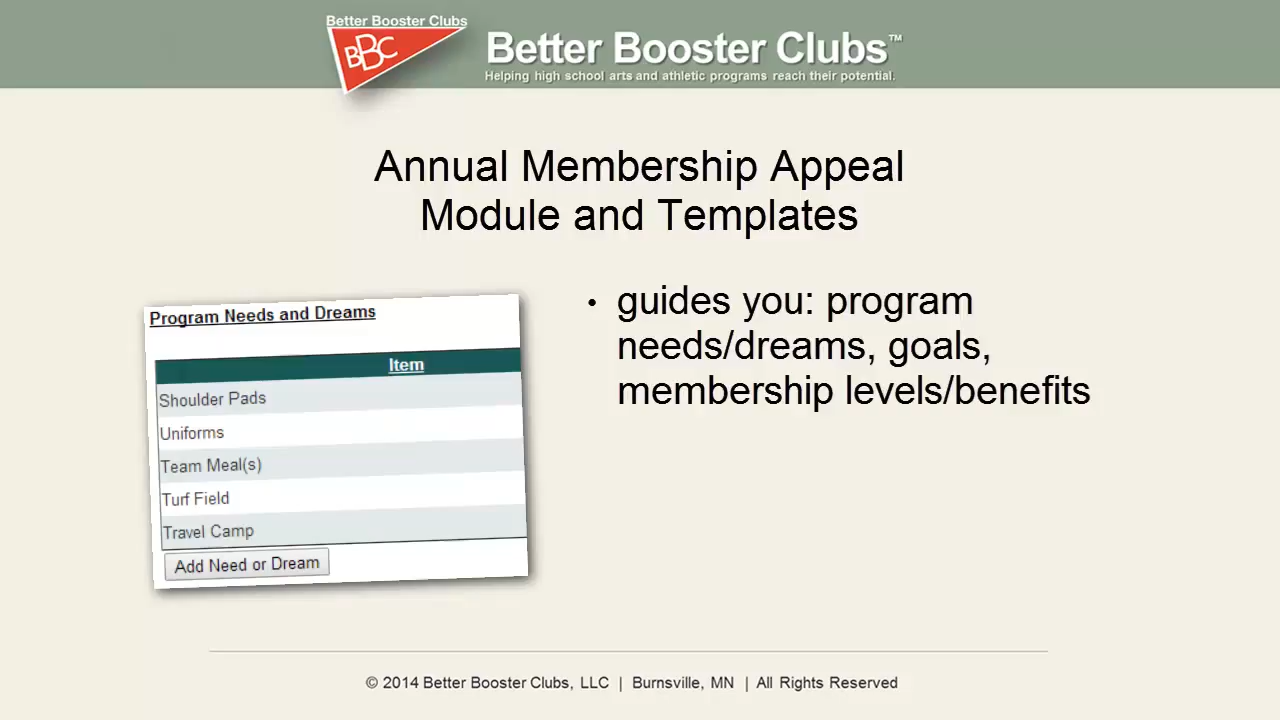 Better Booster Clubs
BBC
Better Booster Clubs™
Helping high school arts and athletic programs reach their potential.
Annual Membership Appeal
Module and Templates
Program Needs and Dreams
Item
Shoulder Pads
Uniforms
Team Meal(s)
Turf Field
Travel Camp
Add Need or Dream
• guides you: program
needs/dreams, goals,
membership levels/benefits
© 2014 Better Booster Clubs, LLC | Burnsville, MN | All Rights Reserved